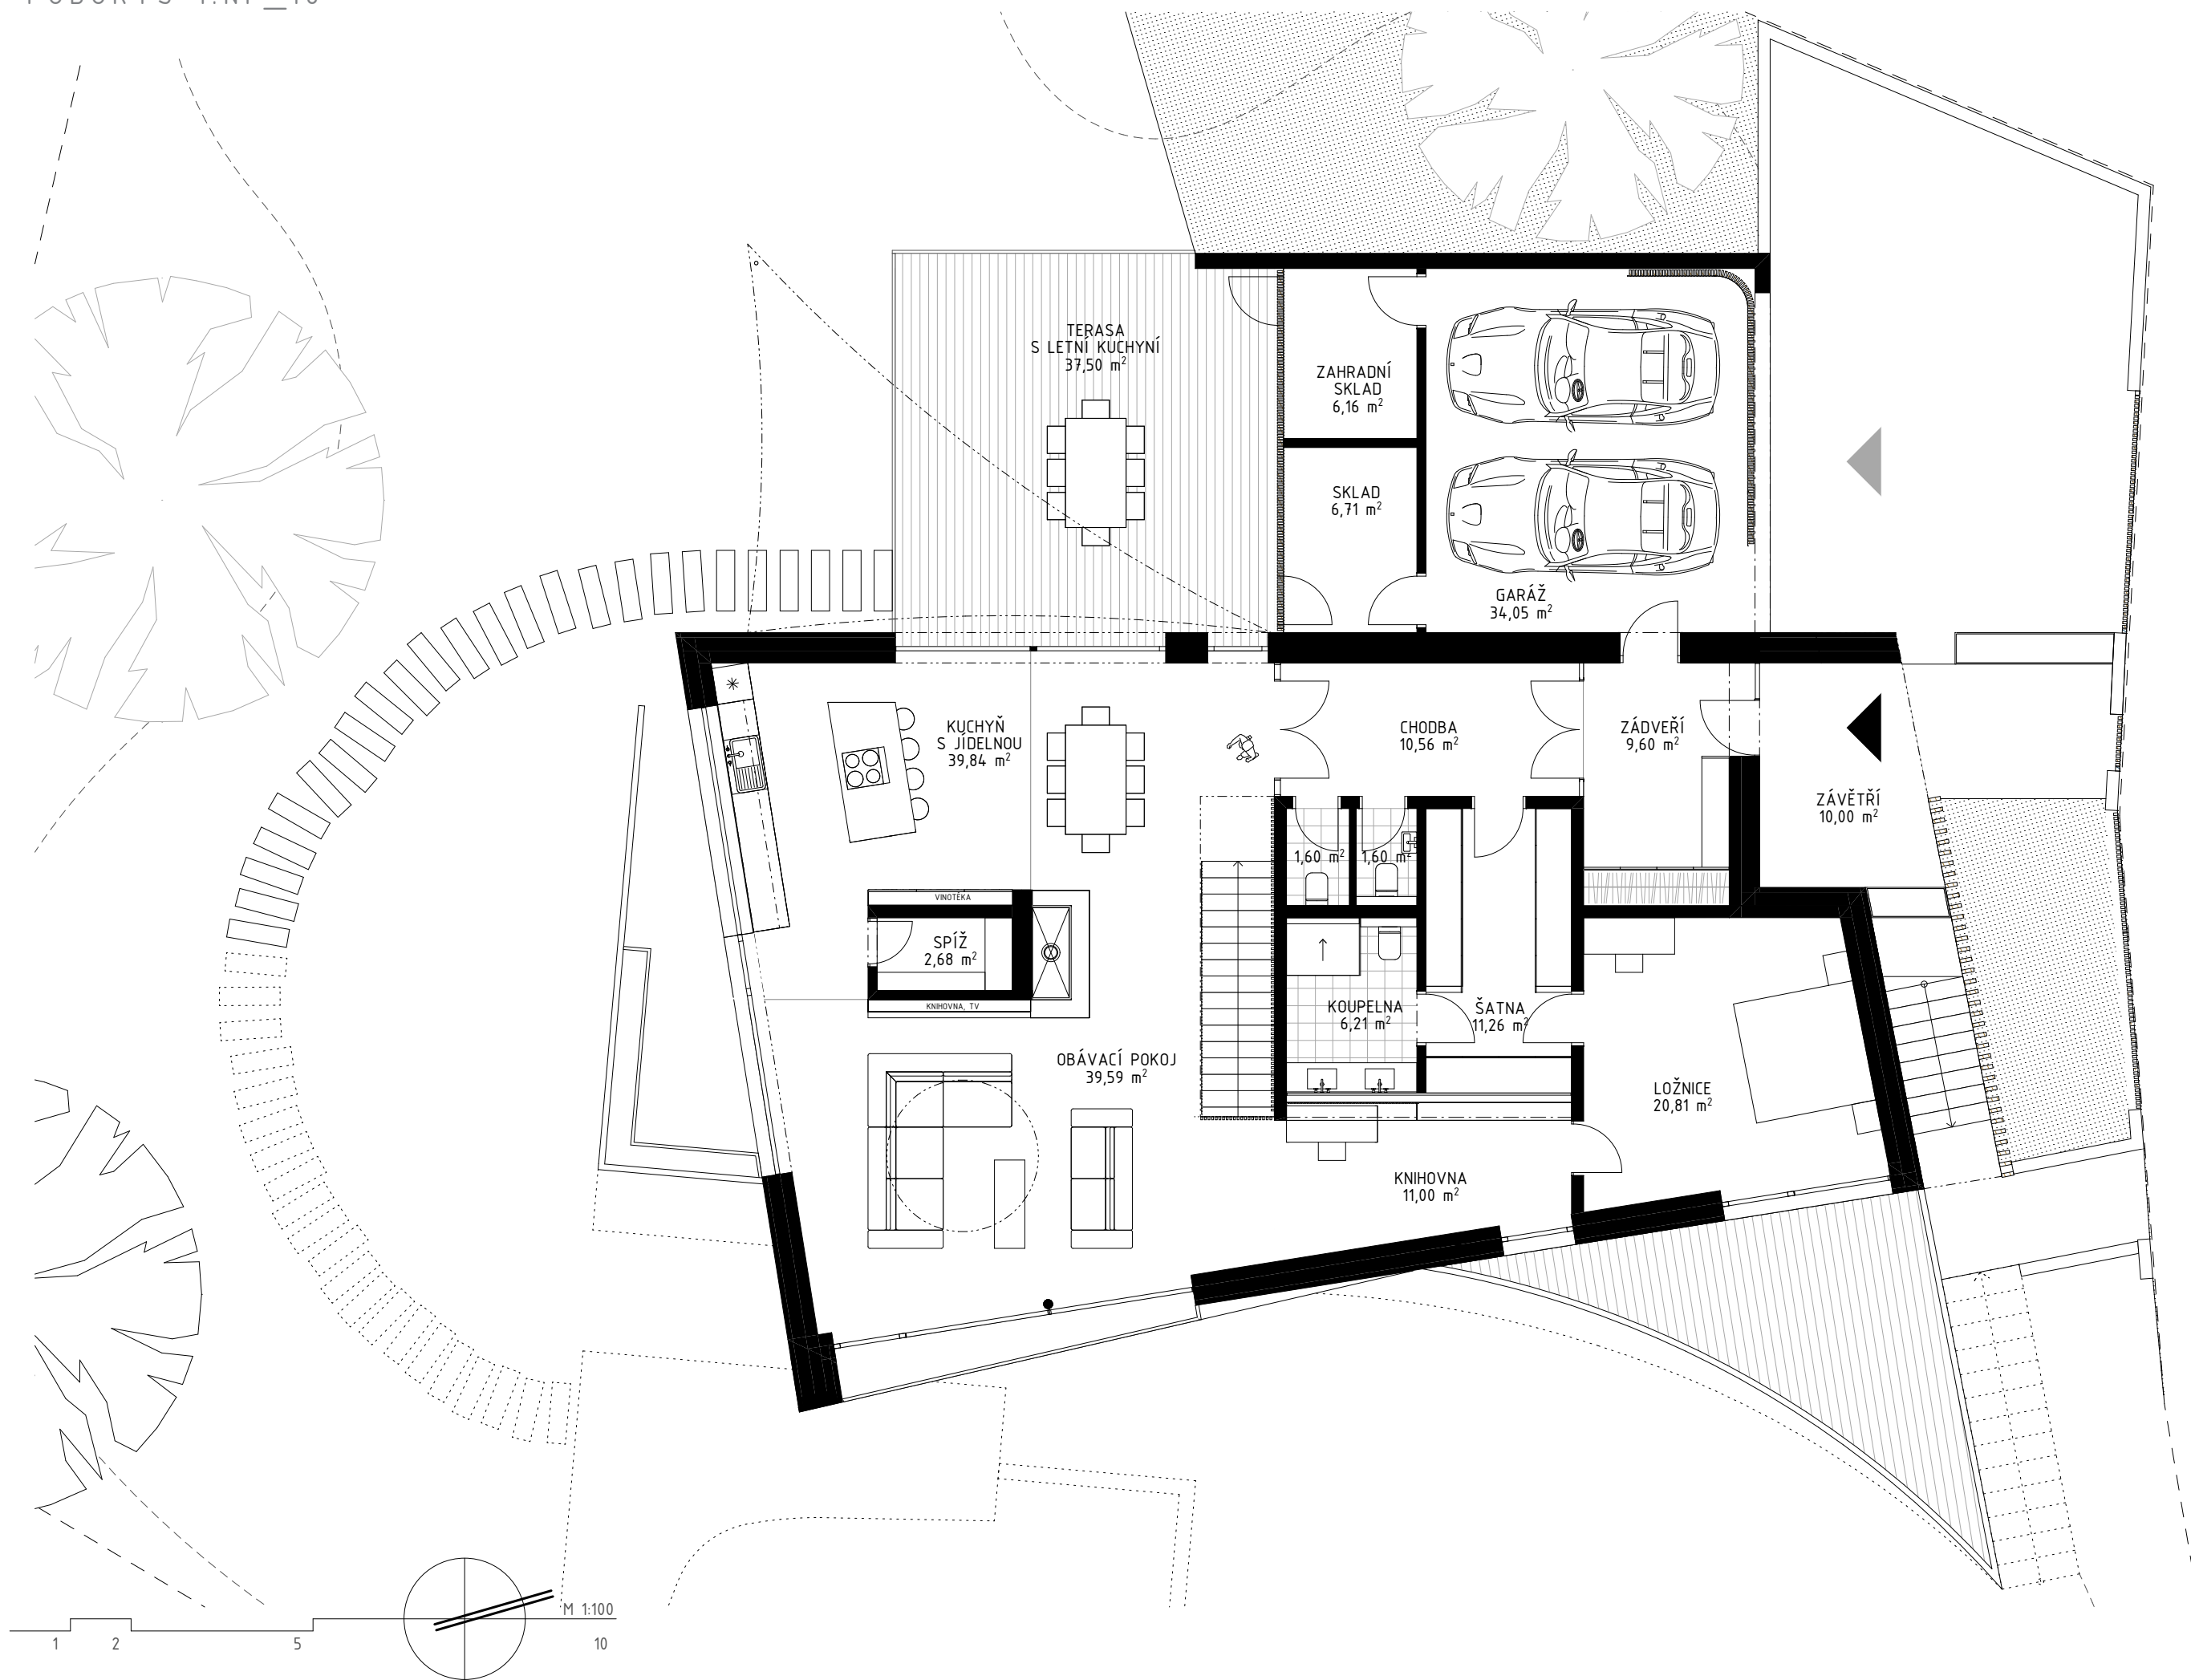 TERASA
S LETNÍ KUCHYNÍ
37,50 m²
ZAHRADNÍ
SKLAD
6,16 m²
SKLAD
6,71 m²
GARÁŽ
34,05 m²
KUCHYŇ
S JÍDELNOU
39,84 m²
CHODBA
10,56 m²
ZÁDVEŘÍ
9,60 m²
ZÁVĚTŘÍ
10,00 m²
1,60 m²
1,60 m²
VINOTÉKA
SPÍŽ
2,68 m²
KNIHOVNA, TV
KOUPELNA
6,21 m²
ŠATNA
11,26 m²
OBÁVACÍ POKOJ
39,59 m²
LOŽNICE
20,81 m²
KNIHOVNA
11,00 m²
M 1:100
1 2 5 10